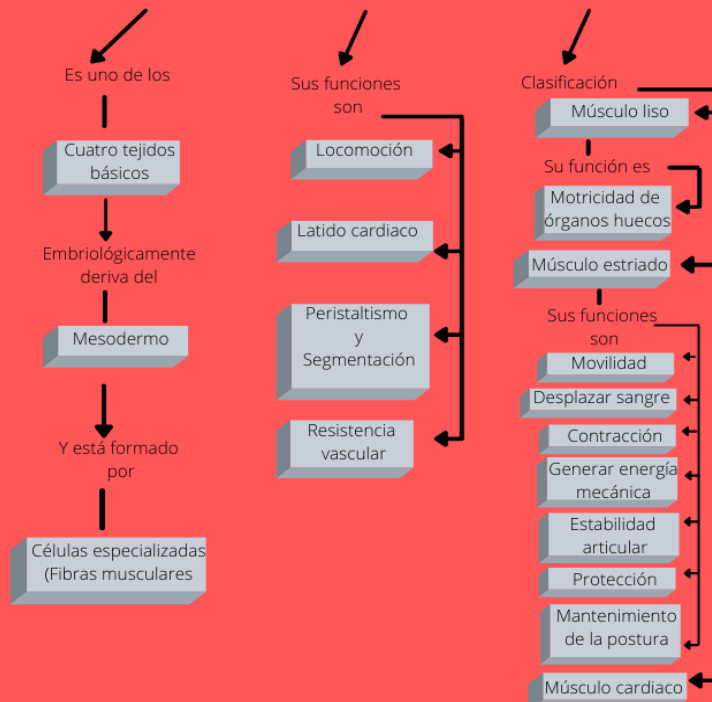 Es uno de los
Cuatro tejidos
básicos
Embriológicamente
deriva del
Mesodermo
Y está formado
por
Células especializadas
(Fibras musculares
Sus funciones
son
Locomoción
Latido cardiaco
Peristaltismo
y
Segmentación
Resistencia
vascular
Clasificación
Músculo liso
Su función es
Motricidad de
órganos huecos
Músculo estriado
Sus funciones
son
Movilidad
Desplazar sangre
Contracción
Generar energía
mecánica
Estabilidad
articular
Protección
Mantenimiento
de la postura
Músculo cardiaco